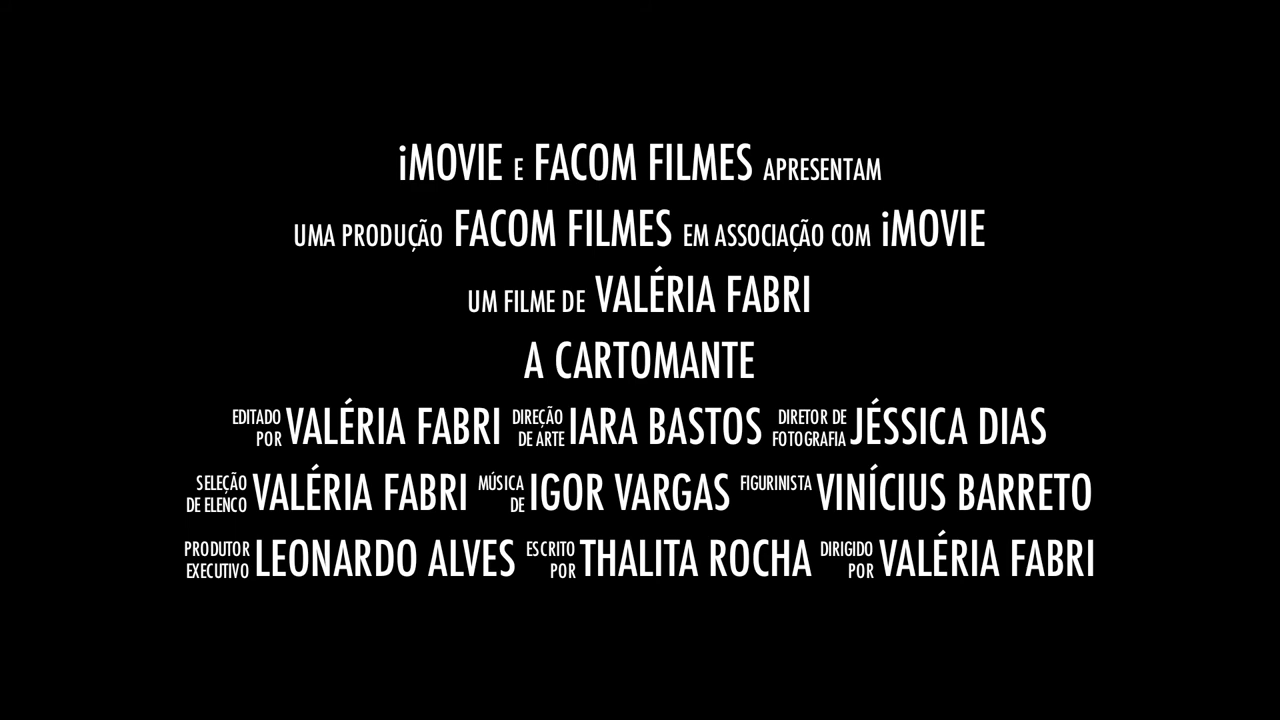 iMOVIE E FACOM FILMES APRESENTAM
UMA PRODUÇÃO FACOM FILMES EM ASSOCIAÇÃO COM iMOVIE
UM FILME DE VALÉRIA FABRI
A CARTOMANTE
EDITADO POR VALÉRIA FABRI DIREÇÃO DE ARTE IARA BASTOS DIRETOR DE FOTOGRAFIA JÉSSICA DIAS
SELEÇÃO DE ELENCO VALÉRIA FABRI MÚSICA DE IGOR VARGAS FIGURINISTA VINÍCIUS BARRETO
PRODUTOR EXECUTIVO LEONARDO ALVES ESCRITO POR THALITA ROCHA DIRIGIDO POR VALÉRIA FABRI